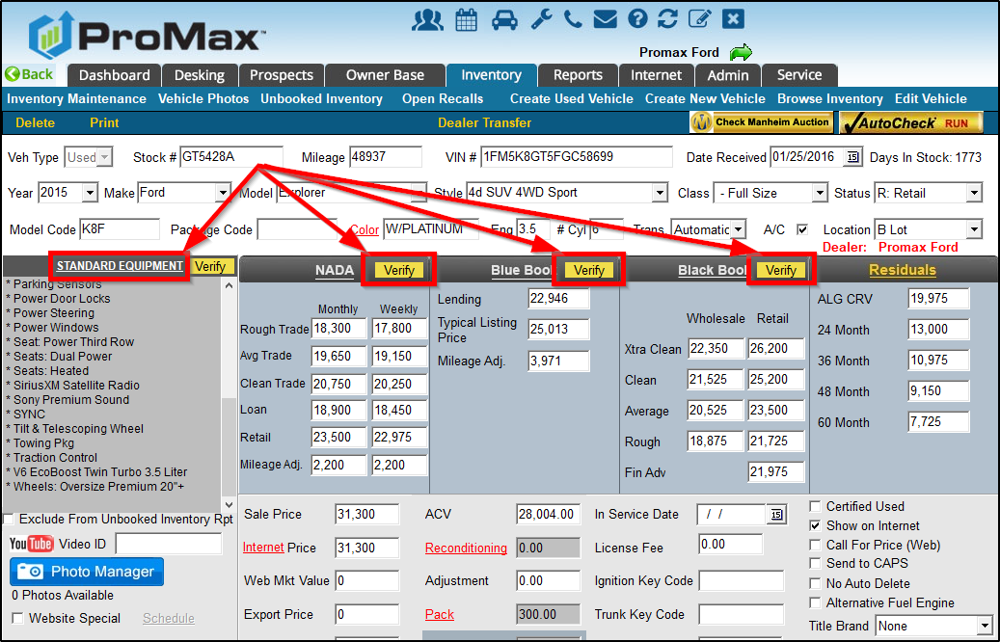 ProMax™
Promax Ford
Back
Dashboard Desking Prospects Owner Base Inventory Reports Internet Admin Service
Inventory Maintenance Vehicle Photos Unbooked Inventory Open Recalls Create Used Vehicle Create New Vehicle Browse Inventory Edit Vehicle
Delete Print Dealer Transfer Check Manheim Auction AutoCheck RUN
Veh Type Used Stock # GT5428A Mileage 48937 VIN # 1FM5K8GT5FGC58699 Date Received 01/25/2016 15 Days In Stock: 1773
Year 2015 Make Ford Model Explorer Style 4d SUV 4WD Sport Class - Full Size Status R: Retail
Model Code K8F Package Code Color W/PLATINUM Eng 3.5 # Cyl 6 Trans Automatic A/C Location B Lot
Dealer: Promax Ford
STANDARD EQUIPMENT Verify NADA Verify Blue Book Verify Black Book Verify Residuals
* Parking Sensors
* Power Door Locks
* Power Steering
* Power Windows
* Seat: Power Third Row
* Seats: Dual Power
* Seats: Heated
* SiriusXM Satellite Radio
* Sony Premium Sound
* SYNC
* Tilt & Telescoping Wheel
* Towing Pkg
* Traction Control
* V6 EcoBoost Twin Turbo 3.5 Liter
* Wheels: Oversize Premium 20"+
Monthly Weekly
Rough Trade 18,300 17,800
Avg Trade 19,650 19,150
Clean Trade 20,750 20,250
Loan 18,900 18,450
Retail 23,500 22,975
Mileage Adj. 2,200 2,200
Lending 22,946
Typical Listing
Price 25,013
Mileage Adj. 3,971
Wholesale Retail
Xtra Clean 22,350 26,200
Clean 21,525 25,200
Average 20,525 23,500
Rough 18,875 21,725
Fin Adv 21,975
ALG CRV 19,975
24 Month 13,000
36 Month 10,975
48 Month 9,150
60 Month 7,725
Exclude From Unbooked Inventory Rpt
YouTube Video ID
Photo Manager
0 Photos Available
Website Special Schedule
Sale Price 31,300
Internet Price 31,300
Web Mkt Value 0
Export Price 0
ACV 28,004.00
Reconditioning 0.00
Adjustment 0.00
Pack 300.00
In Service Date / / 15
License Fee 0.00
Ignition Key Code
Trunk Key Code
Certified Used
Show on Internet
Call For Price (Web)
Send to CAPS
No Auto Delete
Alternative Fuel Engine
Title Brand None